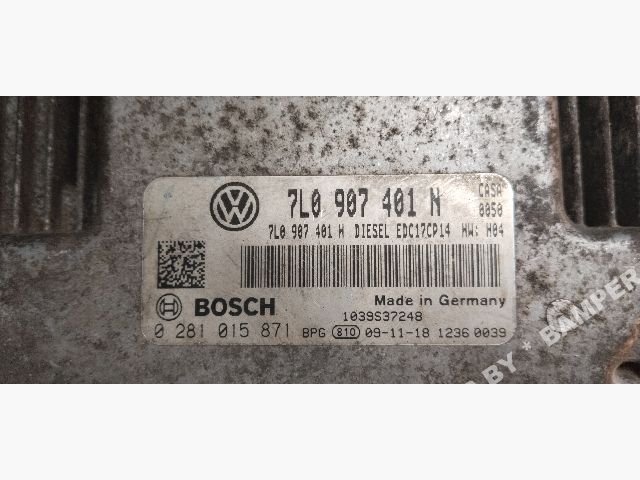 7L0 907 401 N
CASA
0050
7L0 907 401 H DIESEL EDC17CP14 HW: H04
BOSCH
Made in Germany
1039S37248
0 281 015 871 BPG 810 09-11-18 1236 0039
BY * BAMPER